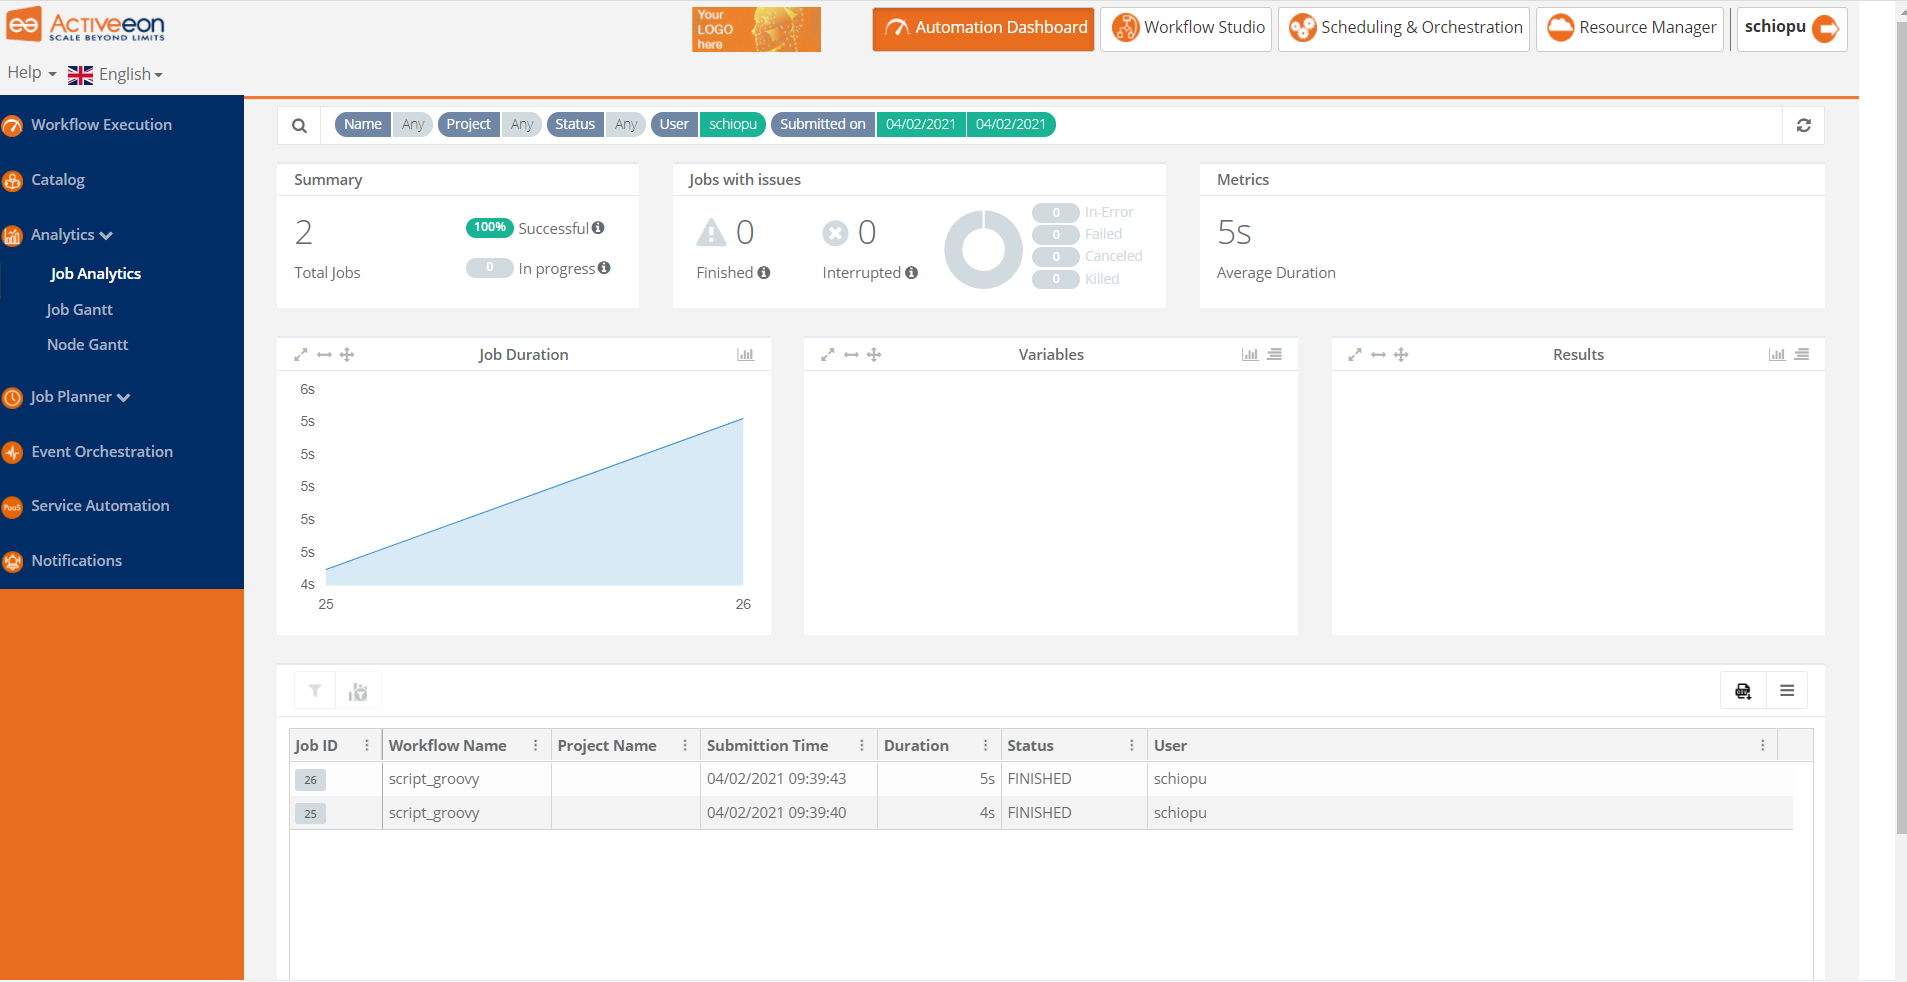 Activeeon
SCALE BEYOND LIMITS
Your
LOGO
here
Automation Dashboard
Workflow Studio
Scheduling & Orchestration
Resource Manager
schiopu
Help
English
Workflow Execution
Catalog
Analytics
Job Analytics
Job Gantt
Node Gantt
Job Planner
Event Orchestration
PaaS
Service Automation
Notifications
Name Any Project Any Status Any User schiopu Submitted on 04/02/2021 04/02/2021
Summary
2
Total Jobs
100% Successful
0 In progress
Jobs with issues
0
Finished
0
Interrupted
0 In-Error
0 Failed
0 Canceled
0 Killed
Metrics
5s
Average Duration
Job Duration
6s
5s
5s
5s
5s
5s
4s
25 26
Variables
Results
CSV
Job ID Workflow Name Project Name Submittion Time Duration Status User
26 script_groovy 04/02/2021 09:39:43 5s FINISHED schiopu
25 script_groovy 04/02/2021 09:39:40 4s FINISHED schiopu